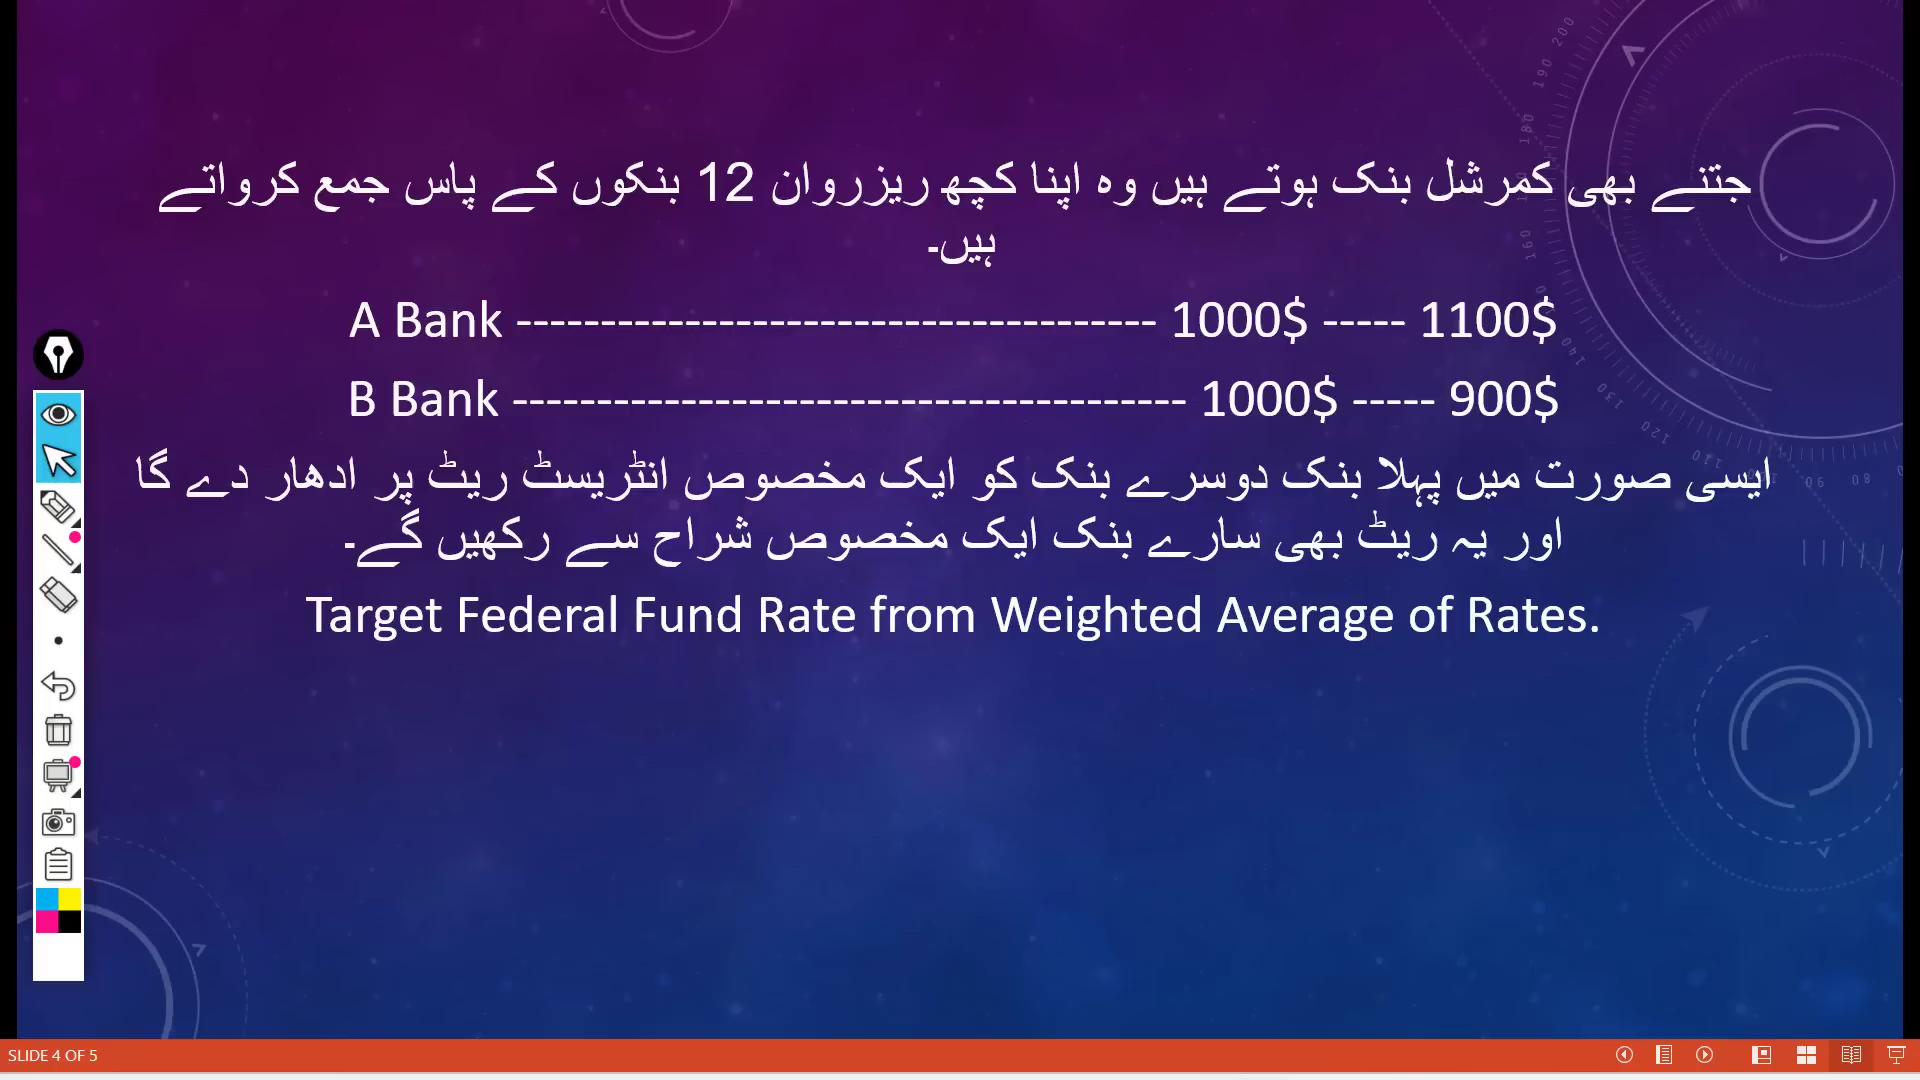 جتنے بھی کمرشل بنک ہوتے ہیں وہ اپنا کچھ ریزروان 12 بنکوں کے پاس جمع کرواتے
ہیں۔
A Bank -------------------------------------- 1000$ ----- 1100$
B Bank ---------------------------------------- 1000$ ----- 900$
ایسی صورت میں پہلا بنک دوسرے بنک کو ایک مخصوص انٹریسٹ ریٹ پر ادھار دے گا
اور یہ ریٹ بھی سارے بنک ایک مخصوص شراح سے رکھیں گے۔
Target Federal Fund Rate from Weighted Average of Rates.
SLIDE 4 OF 5